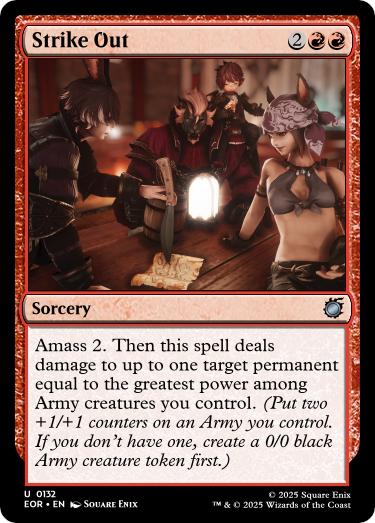 Strike Out 2
Sorcery
Amass 2. Then this spell deals
damage to up to one target permanent
equal to the greatest power among
Army creatures you control. (Put two
+1/+1 counters on an Army you control.
If you don't have one, create a 0/0 black
Army creature token first.)
U 0132
EOR • EN SQUARE ENIX
© 2025 Square Enix
™ & © 2025 Wizards of the Coast